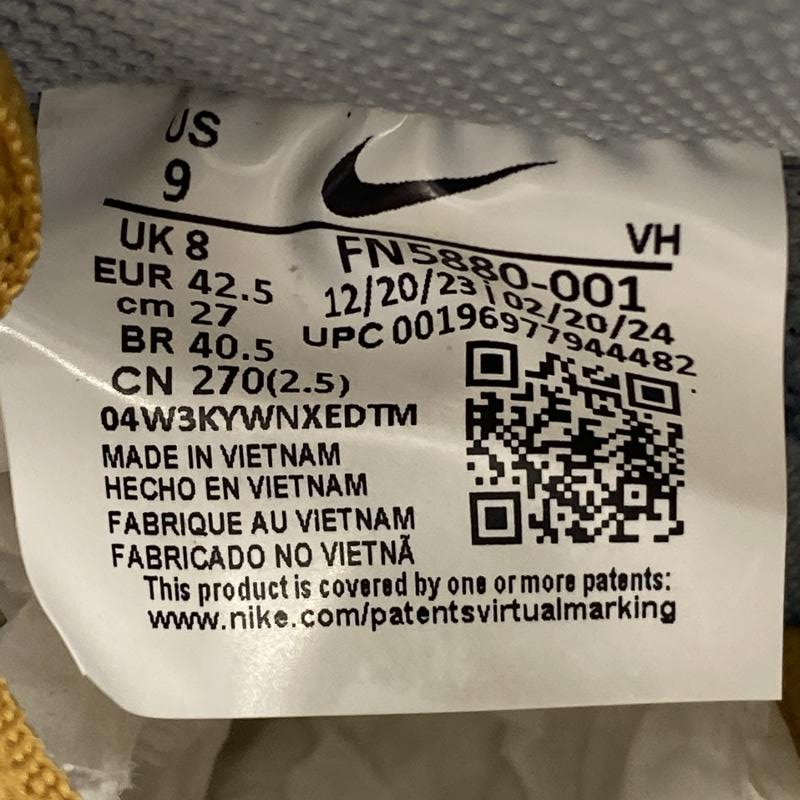 US
9
VH
UK 8
EUR 42.5
cm 27
BR 40.5
CN 270(2.5)
FN5880-001
12/20/23 \ 02/20/24
UPC 00196977944482
04W3KYWNXEDTM
MADE IN VIETNAM
HECHO EN VIETNAM
FABRIQUE AU VIETNAM
FABRICADO NO VIETNÃ
This product is covered by one or more patents:
www.nike.com/patentsvirtualmarking